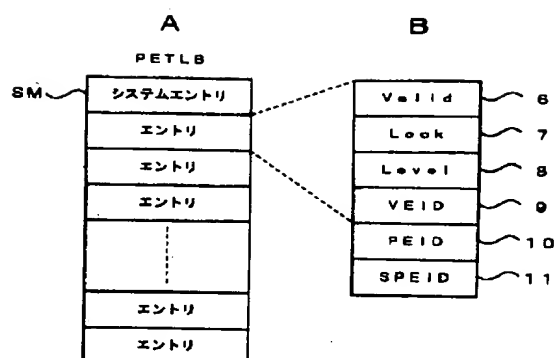 A
PETLB
SM
システムエントリ
エントリ
エントリ
エントリ
エントリ
エントリ
B
Valid 6
Lock 7
Level 8
VEID 9
PEID 10
SPEID 11